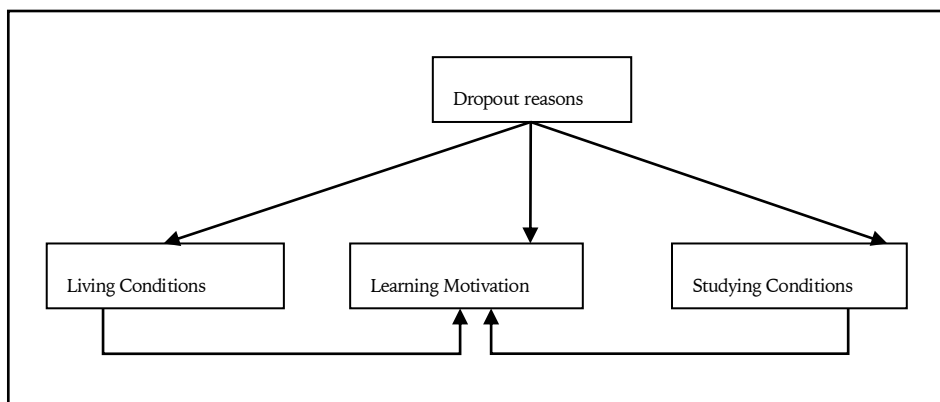 Dropout reasons
Living Conditions
Learning Motivation
Studying Conditions